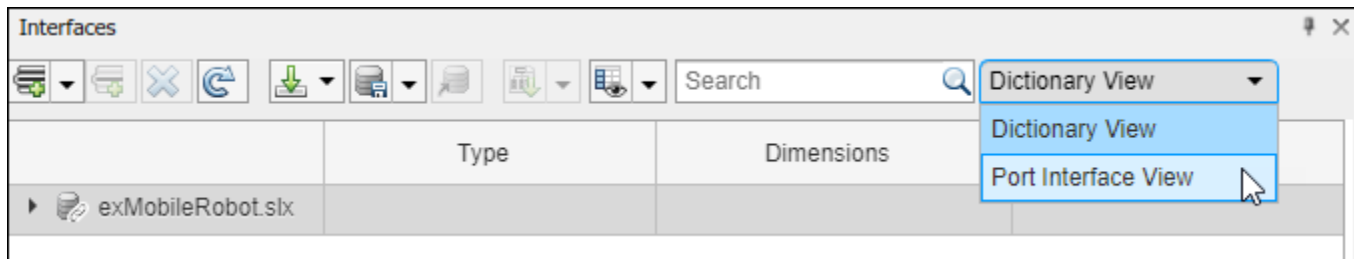 Interfaces
Search
Dictionary View
Dictionary View
Port Interface View
Type
Dimensions
exMobileRobot.slx